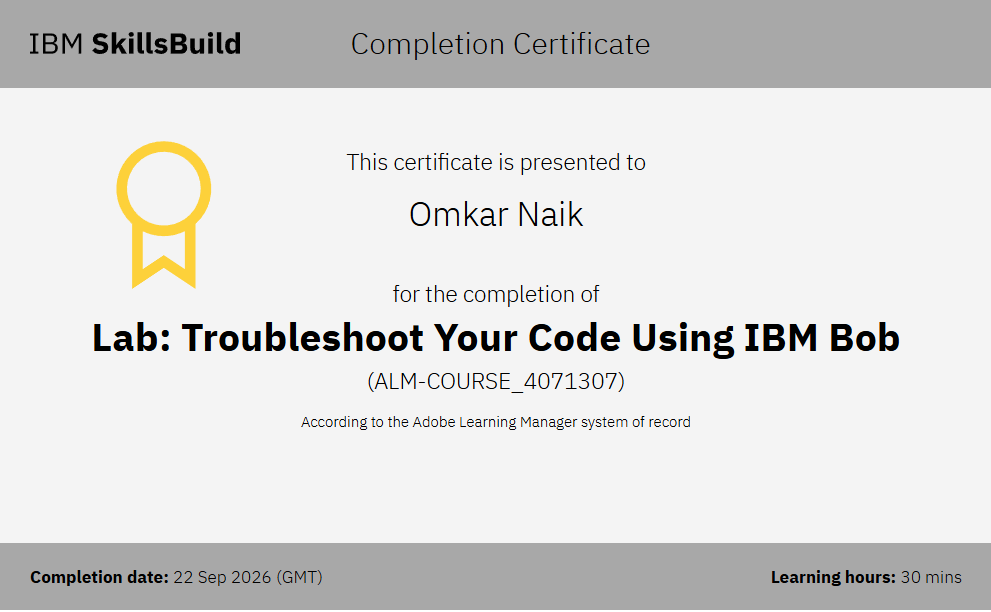 IBM SkillsBuild
Completion Certificate
This certificate is presented to
Omkar Naik
for the completion of
Lab: Troubleshoot Your Code Using IBM Bob
(ALM-COURSE_4071307)
According to the Adobe Learning Manager system of record
Completion date: 22 Sep 2026 (GMT)
Learning hours: 30 mins